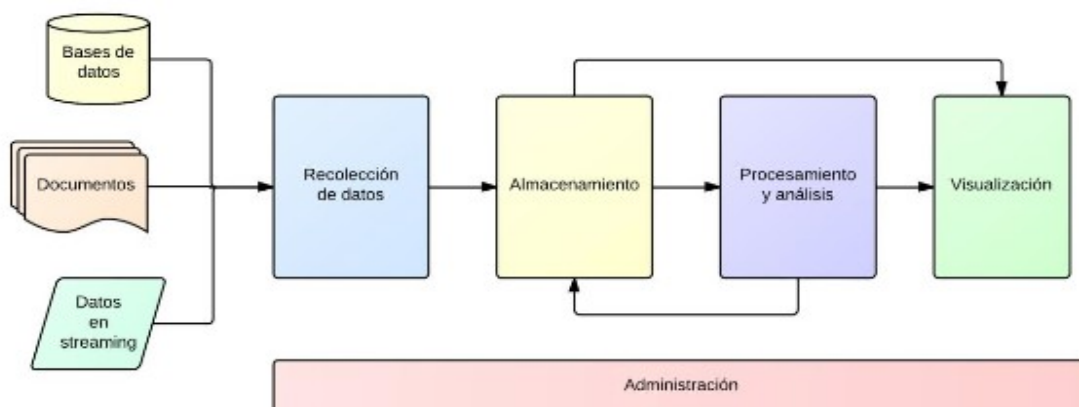 Bases de
datos
Documentos
Datos
en
streaming
Recolección
de datos
Almacenamiento
Procesamiento
y análisis
Visualización
Administración